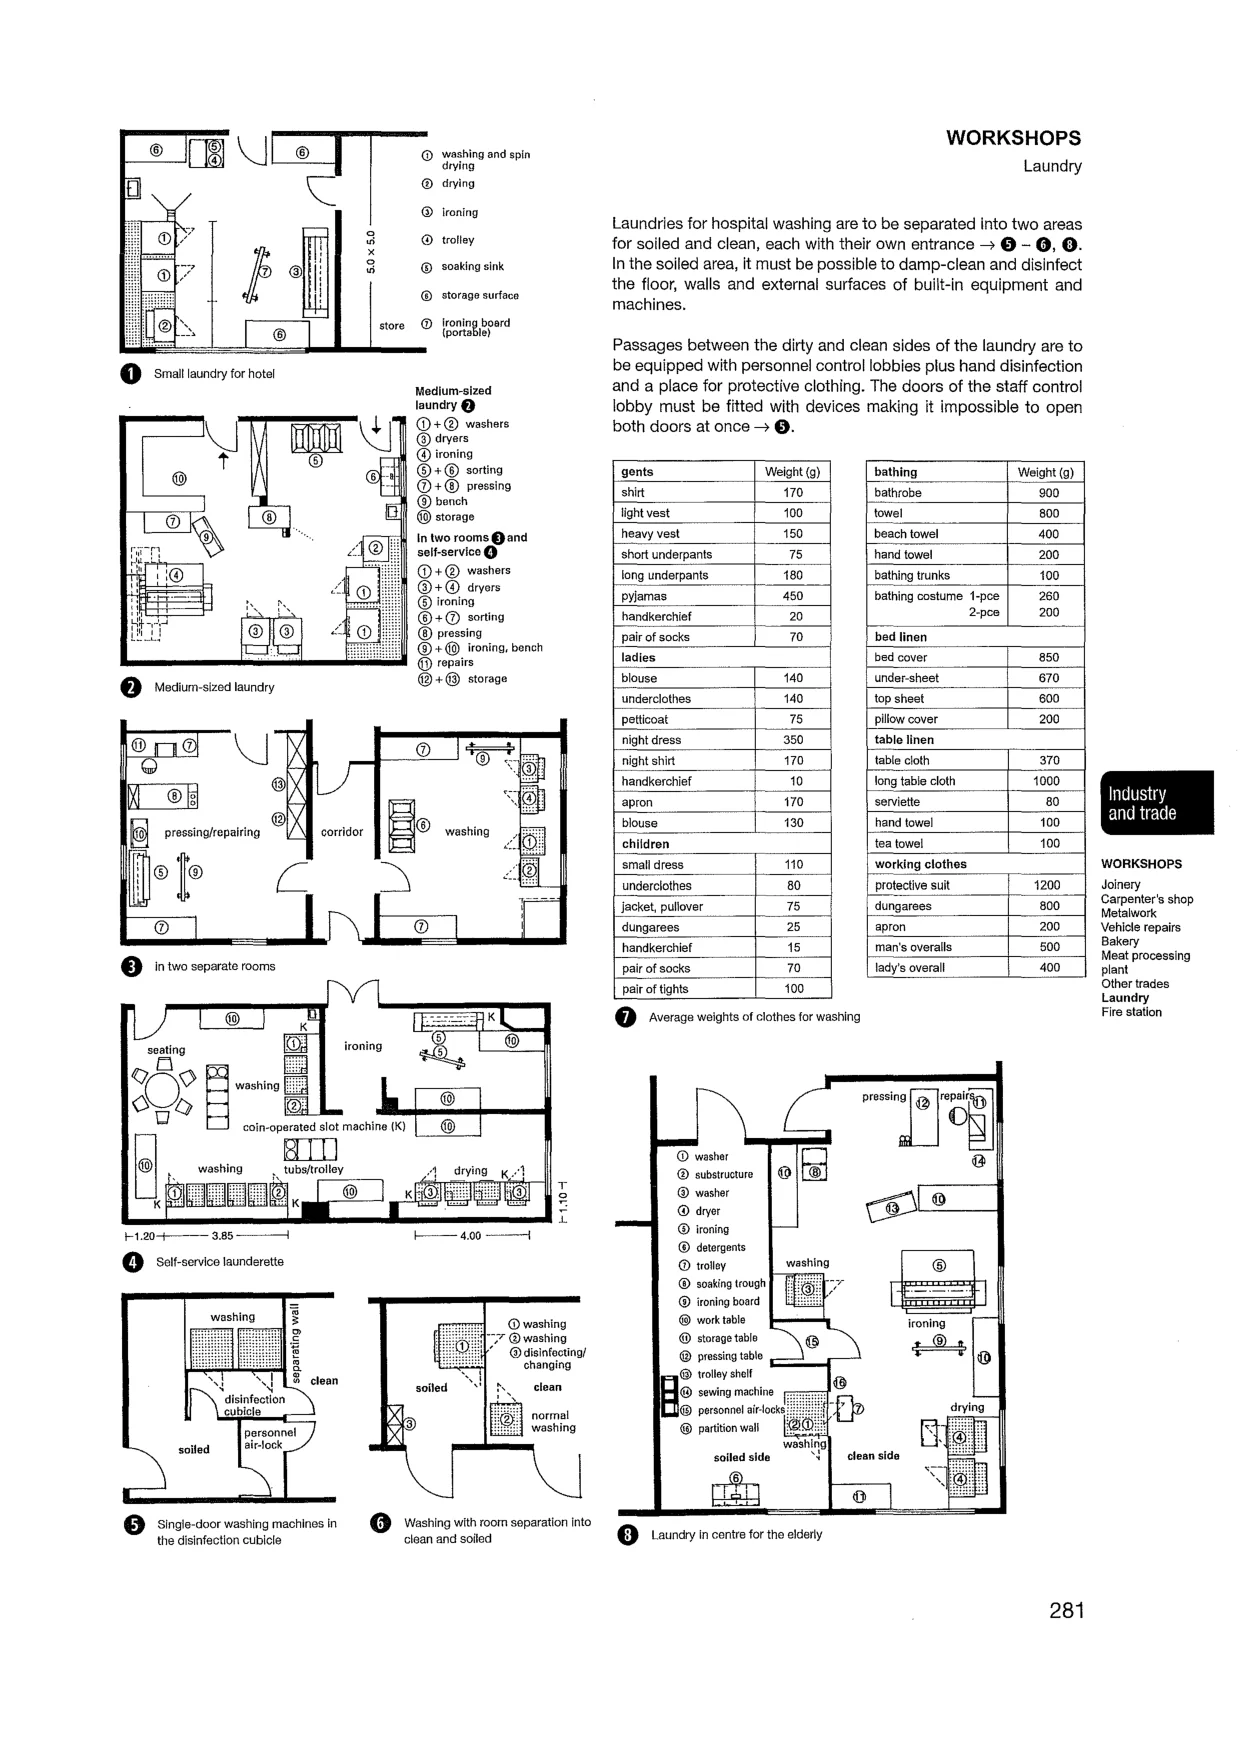 WORKSHOPS
Laundry
Laundries for hospital washing are to be separated into two areas
for soiled and clean, each with their own entrance → ❺ – ❻, ❽.
In the soiled area, it must be possible to damp-clean and disinfect
the floor, walls and external surfaces of built-in equipment and
machines.
Passages between the dirty and clean sides of the laundry are to
be equipped with personnel control lobbies plus hand disinfection
and a place for protective clothing. The doors of the staff control
lobby must be fitted with devices making it impossible to open
both doors at once → ❺.
① washing and spin
drying
② drying
③ ironing
④ trolley
⑤ soaking sink
⑥ storage surface
⑦ ironing board
(portable)
5.0 x 5.0
store
❶ Small laundry for hotel
Medium-sized
laundry ❷
① + ② washers
③ dryers
④ ironing
⑤ + ⑥ sorting
⑦ + ⑧ pressing
⑨ bench
⑩ storage
In two rooms ❸ and
self-service ❹
① + ② washers
③ + ④ dryers
⑤ ironing
⑥ + ⑦ sorting
⑧ pressing
⑨ + ⑩ ironing, bench
⑪ repairs
⑫ + ⑬ storage
❷ Medium-sized laundry
pressing/repairing
corridor
washing
❸ in two separate rooms
seating
washing
ironing
coin-operated slot machine (K)
washing
tubs/trolley
drying
K
1.20
3.85
4.00
1.10
❹ Self-service launderette
washing
separating wall
clean
disinfection
cubicle
personnel
air-lock
soiled
❺ Single-door washing machines in
the disinfection cubicle
① washing
② washing
③ disinfecting/
changing
soiled
clean
normal
washing
❻ Washing with room separation into
clean and soiled
gents Weight (g)
shirt 170
light vest 100
heavy vest 150
short underpants 75
long underpants 180
pyjamas 450
handkerchief 20
pair of socks 70
ladies
blouse 140
underclothes 140
petticoat 75
night dress 350
night shirt 170
handkerchief 10
apron 170
blouse 130
children
small dress 110
underclothes 80
jacket, pullover 75
dungarees 25
handkerchief 15
pair of socks 70
pair of tights 100
bathing Weight (g)
bathrobe 900
towel 800
beach towel 400
hand towel 200
bathing trunks 100
bathing costume 1-pce 260
2-pce 200
bed linen
bed cover 850
under-sheet 670
top sheet 600
pillow cover 200
table linen
table cloth 370
long table cloth 1000
serviette 80
hand towel 100
tea towel 100
working clothes
protective suit 1200
dungarees 800
apron 200
man's overalls 500
lady's overall 400
❼ Average weights of clothes for washing
Industry
and trade
WORKSHOPS
Joinery
Carpenter's shop
Metalwork
Vehicle repairs
Bakery
Meat processing
plant
Other trades
Laundry
Fire station
pressing
repairs
① washer
② substructure
③ washer
④ dryer
⑤ ironing
⑥ detergents
⑦ trolley
⑧ soaking trough
⑨ ironing board
⑩ work table
⑪ storage table
⑫ pressing table
⑬ trolley shelf
⑭ sewing machine
⑮ personnel air-locks
⑯ partition wall
washing
ironing
drying
washing
soiled side
clean side
❽ Laundry in centre for the elderly
281